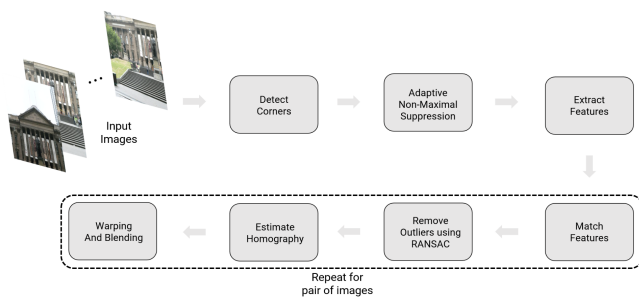 Input
Images
Detect
Corners
Adaptive
Non-Maximal
Suppression
Extract
Features
Match
Features
Remove
Outliers using
RANSAC
Estimate
Homography
Warping
And Blending
Repeat for
pair of images